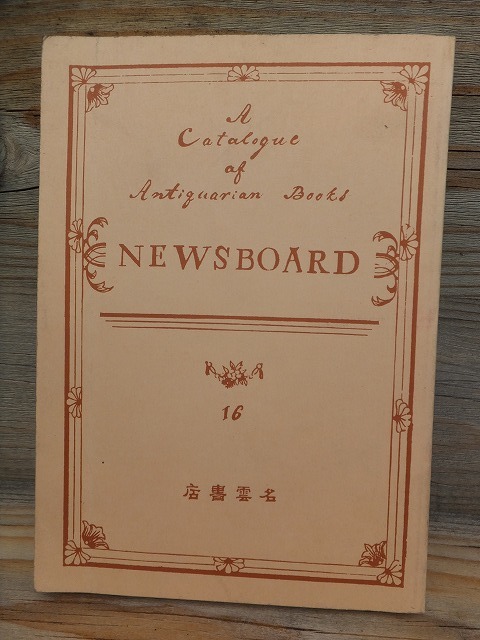 A
Catalogue
of
Antiquarian Books
NEWSBOARD
16
名雲書店